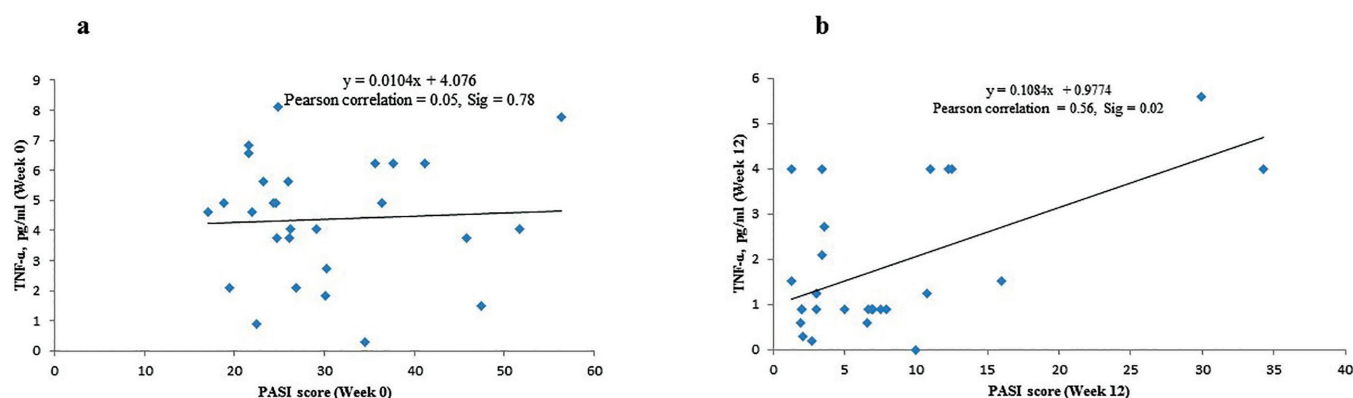 a
y = 0.0104x + 4.076
Pearson correlation = 0.05, Sig = 0.78
TNF-α, pg/ml (Week 0)
9
8
7
6
5
4
3
2
1
0
0 10 20 30 40 50 60
PASI score (Week 0)
b
y = 0.1084x + 0.9774
Pearson correlation = 0.56, Sig = 0.02
TNF-α, pg/ml (Week 12)
6
5
4
3
2
1
0
0 5 10 15 20 25 30 35 40
PASI score (Week 12)